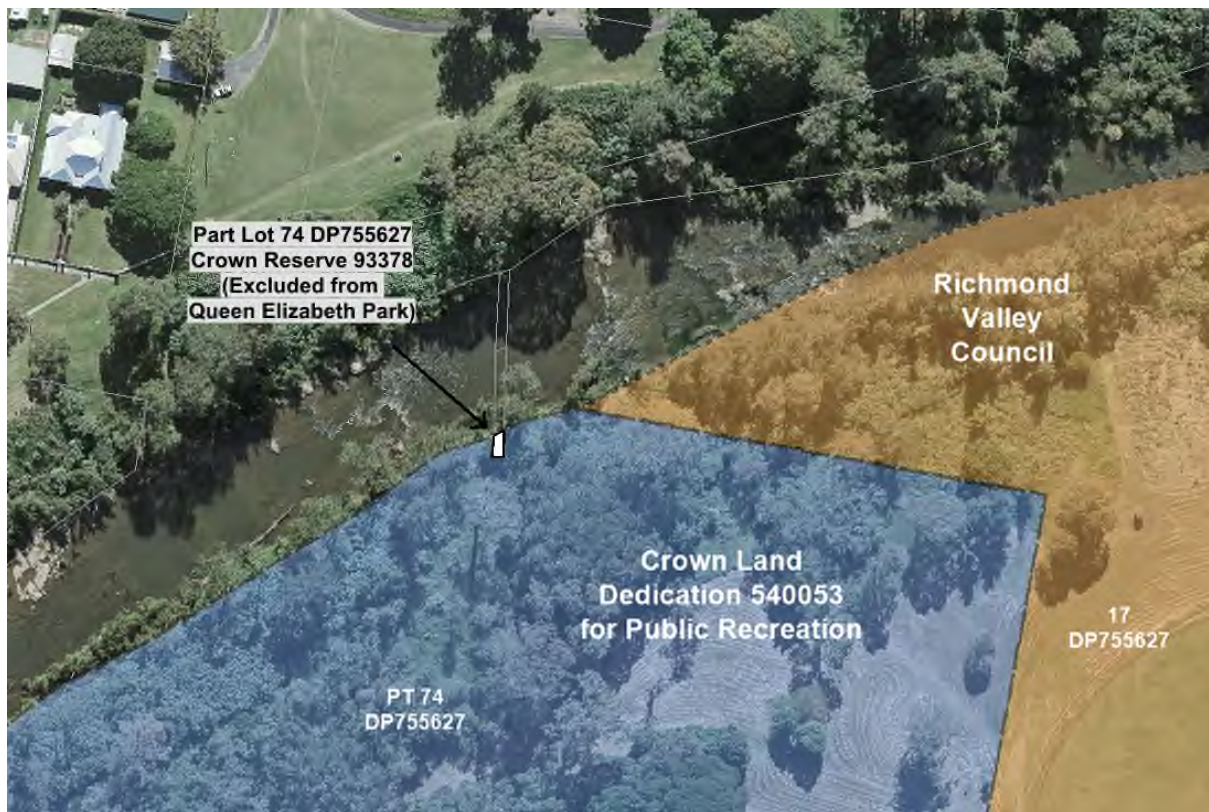 Part Lot 74 DP755627
Crown Reserve 93378
(Excluded from
Queen Elizabeth Park)
Richmond
Valley
Council
Crown Land
Dedication 540053
for Public Recreation
17
DP755627
PT 74
DP755627